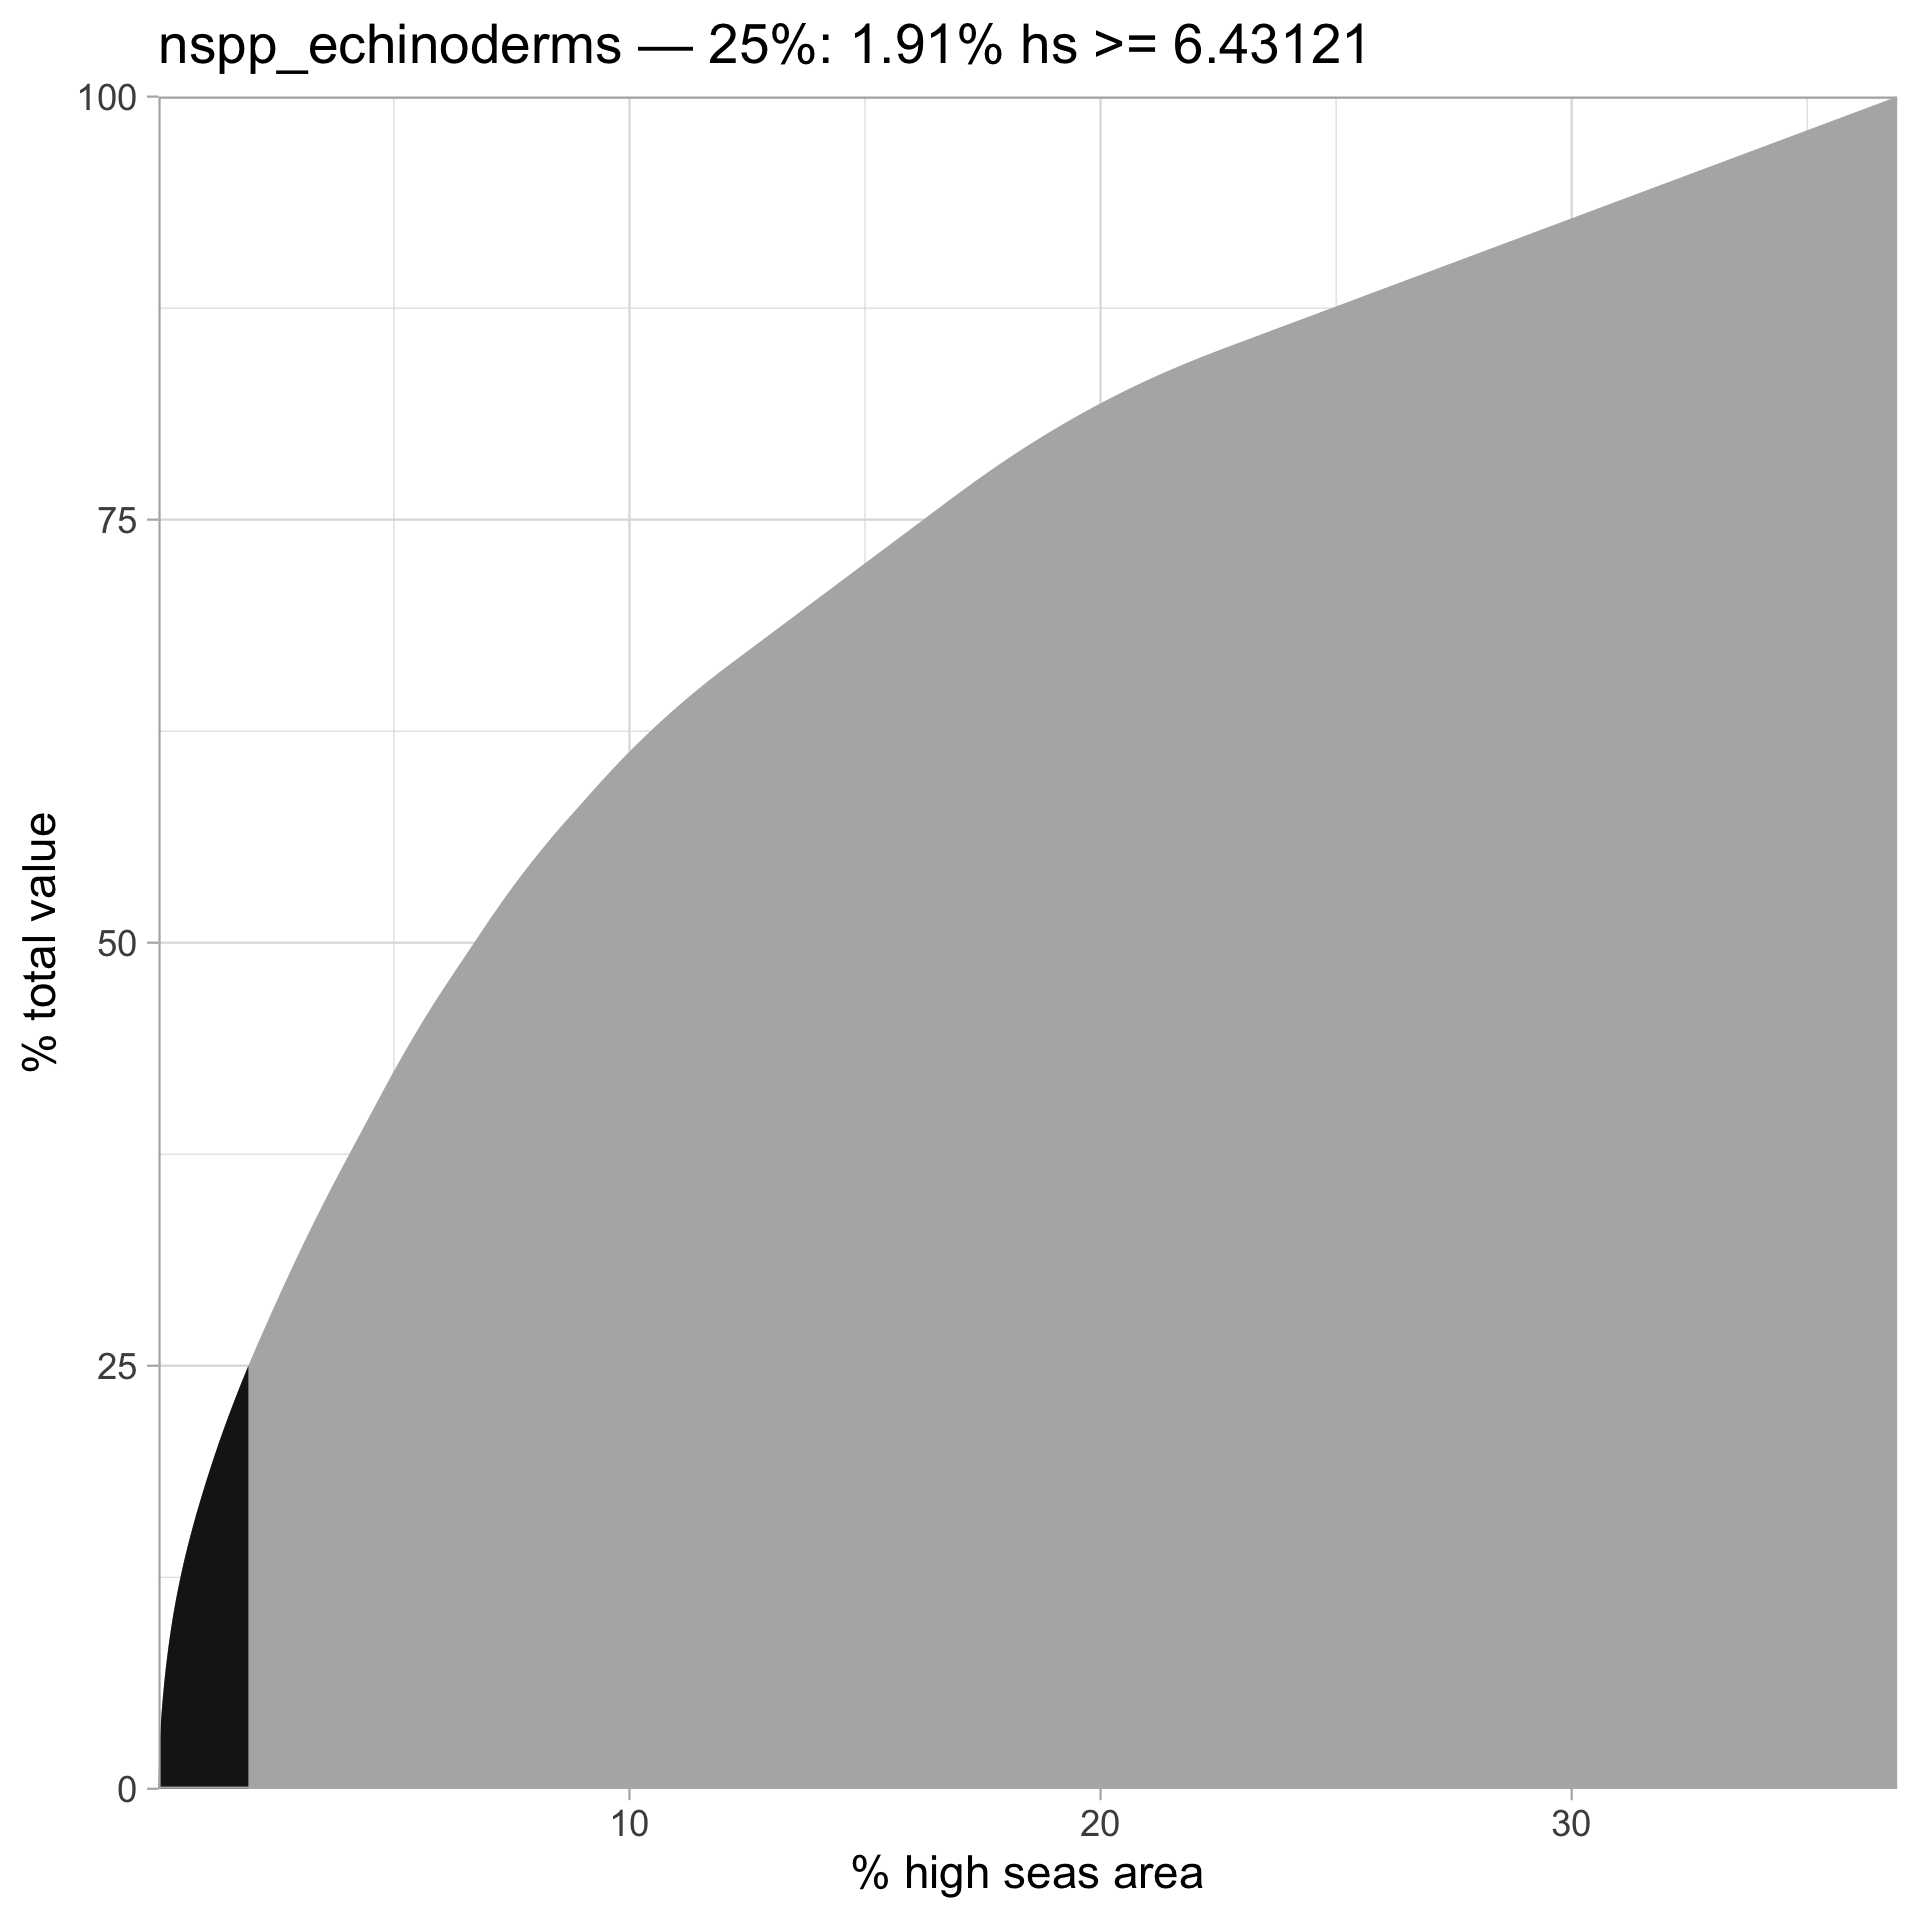 nspp_echinoderms — 25%: 1.91% hs >= 6.43121
100
75
50
25
0
% total value
10 20 30
% high seas area